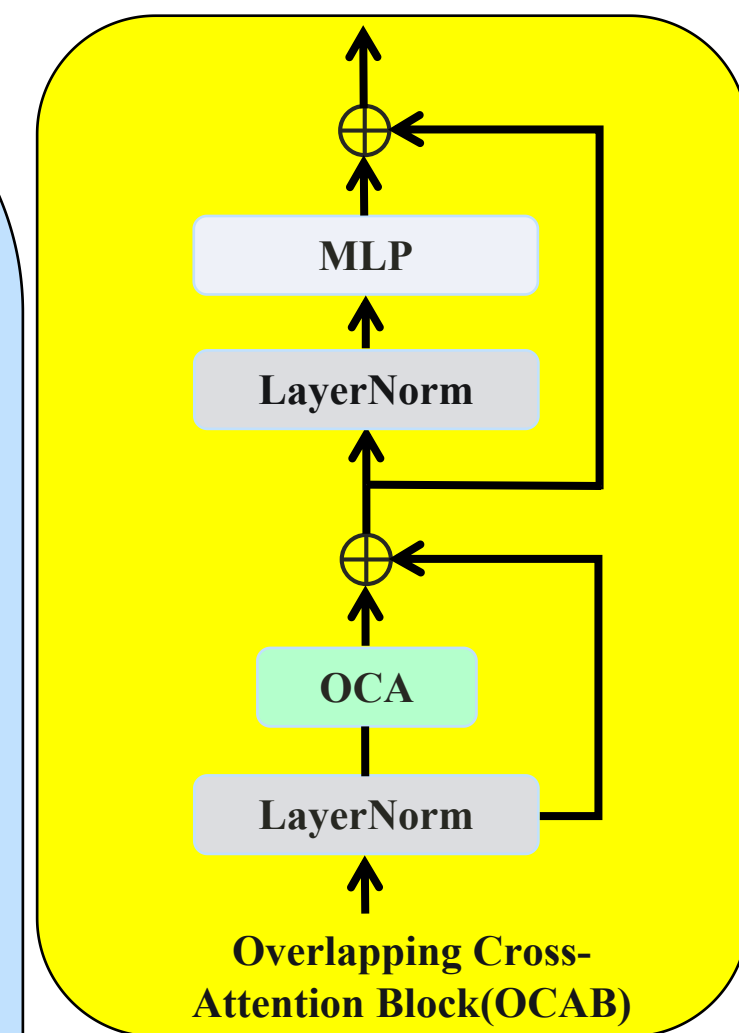 MLP
LayerNorm
OCA
LayerNorm
Overlapping Cross-
Attention Block(OCAB)